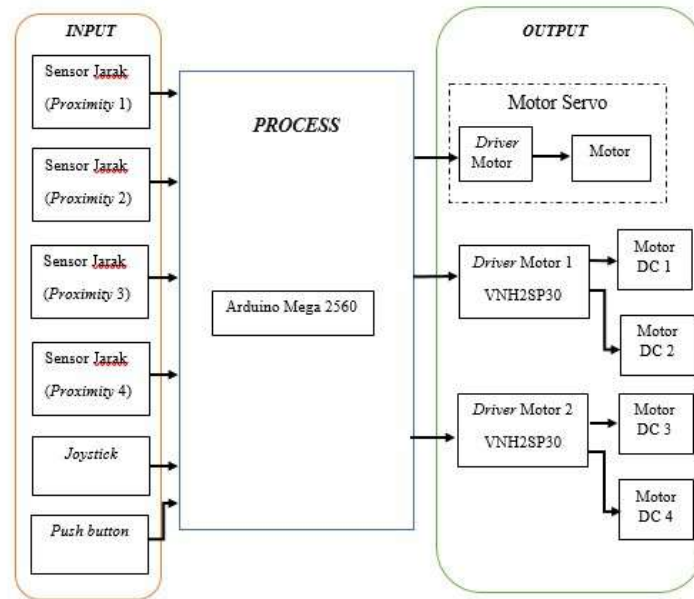 INPUT
Sensor Jarak
(Proximity 1)
Sensor Jarak
(Proximity 2)
Sensor Jarak
(Proximity 3)
Sensor Jarak
(Proximity 4)
Joystick
Push button
PROCESS
Arduino Mega 2560
OUTPUT
Motor Servo
Driver
Motor
Motor
Driver Motor 1
VNH2SP30
Motor
DC 1
Motor
DC 2
Driver Motor 2
VNH2SP30
Motor
DC 3
Motor
DC 4